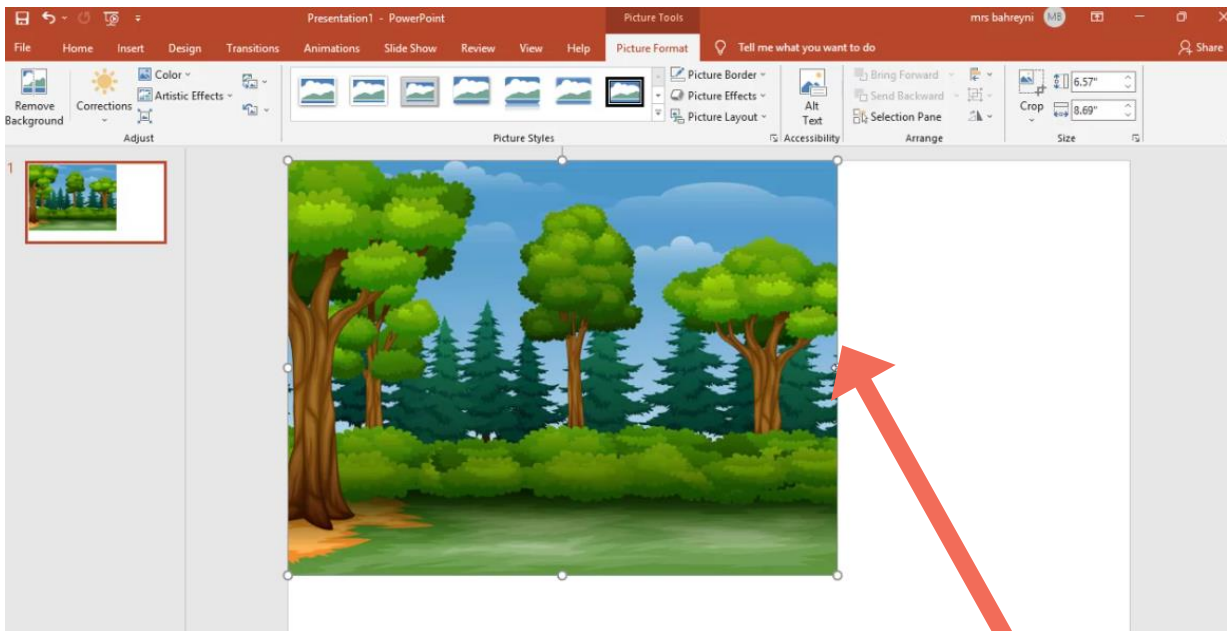 Presentation1 - PowerPoint
Picture Tools
mrs bahreyni
MB
File Home Insert Design Transitions Animations Slide Show Review View Help Picture Format Tell me what you want to do Share
Remove Background
Corrections
Color
Artistic Effects
Adjust
Picture Border
Picture Effects
Picture Layout
Picture Styles
Alt Text
Accessibility
Bring Forward
Send Backward
Selection Pane
Arrange
Crop
6.57"
8.69"
Size
1